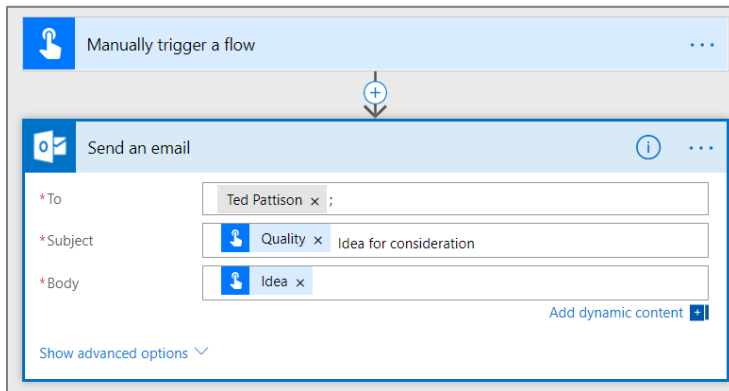 Manually trigger a flow
Send an email
*To Ted Pattison × ;
*Subject Quality × Idea for consideration
*Body Idea ×
Add dynamic content
Show advanced options